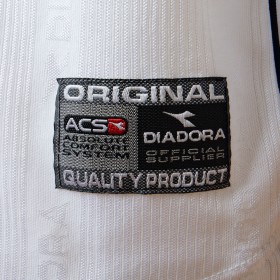 ORIGINAL
ACS
ABSOLUTE
COMFORT
SYSTEM
DIADORA
OFFICIAL
SUPPLIER
QUALITY PRODUCT